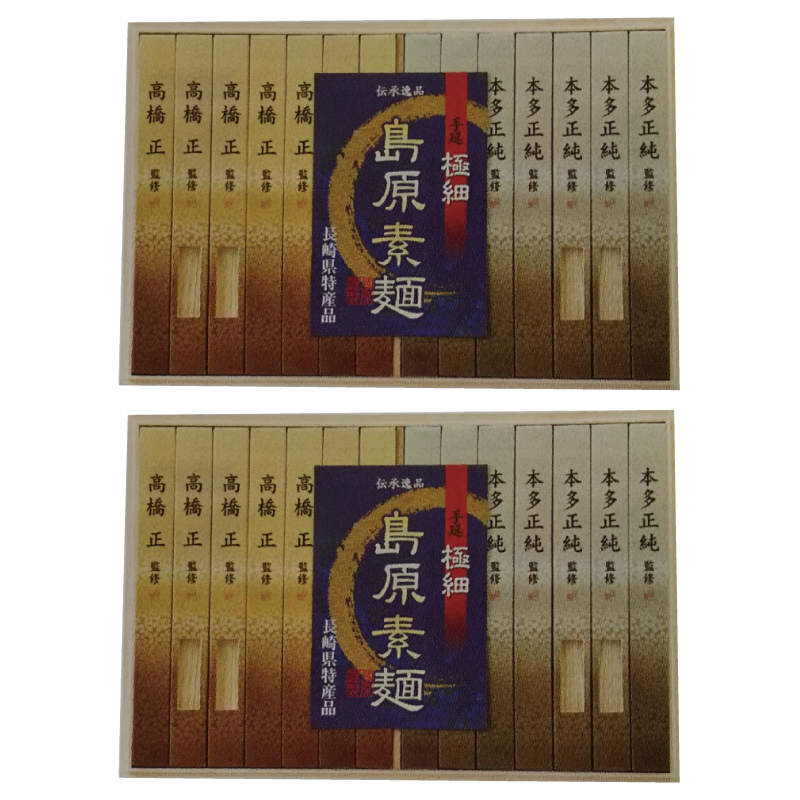 高橋 正 監修
高橋 正 監修
高橋 正 監修
高橋 正 監修
高橋 正 監修
伝承逸品
手延
極細
島原素麺
長崎県特産品
本多正純 監修
本多正純 監修
本多正純 監修
本多正純 監修
本多正純 監修
高橋 正 監修
高橋 正 監修
高橋 正 監修
高橋 正 監修
高橋 正 監修
伝承逸品
手延
極細
島原素麺
長崎県特産品
本多正純 監修
本多正純 監修
本多正純 監修
本多正純 監修
本多正純 監修